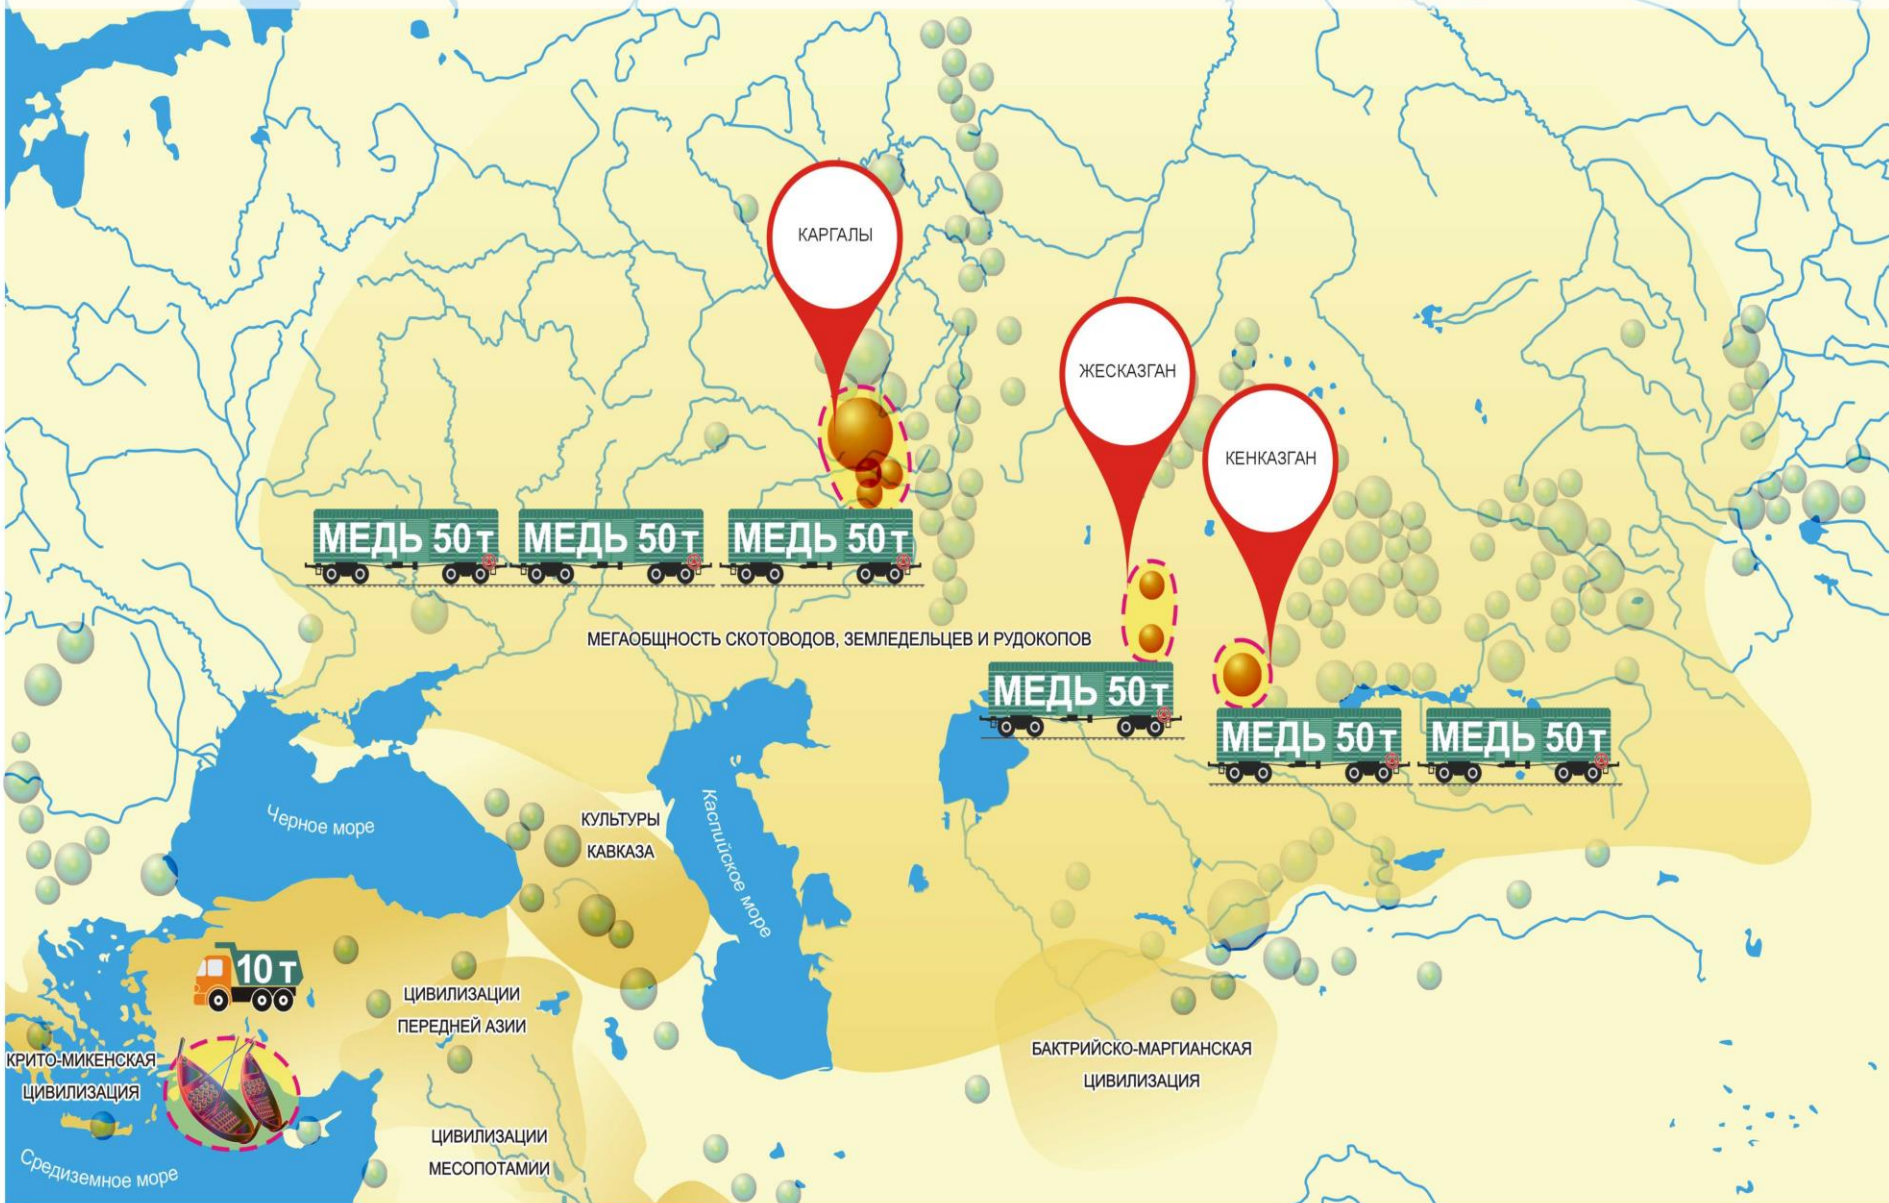 КАРГАЛЫ
ЖЕСКАЗГАН
КЕНКАЗГАН
МЕДЬ 50 т
МЕДЬ 50 т
МЕДЬ 50 т
МЕГАОБЩНОСТЬ СКОТОВОДОВ, ЗЕМЛЕДЕЛЬЦЕВ И РУДОКОПОВ
МЕДЬ 50 т
МЕДЬ 50 т
МЕДЬ 50 т
Черное море
КУЛЬТУРЫ
КАВКАЗА
Каспийское море
10 т
ЦИВИЛИЗАЦИИ
ПЕРЕДНЕЙ АЗИИ
КРИТО-МИКЕНСКАЯ
ЦИВИЛИЗАЦИЯ
БАКТРИЙСКО-МАРГИАНСКАЯ
ЦИВИЛИЗАЦИЯ
ЦИВИЛИЗАЦИИ
МЕСОПОТАМИИ
Средиземное море